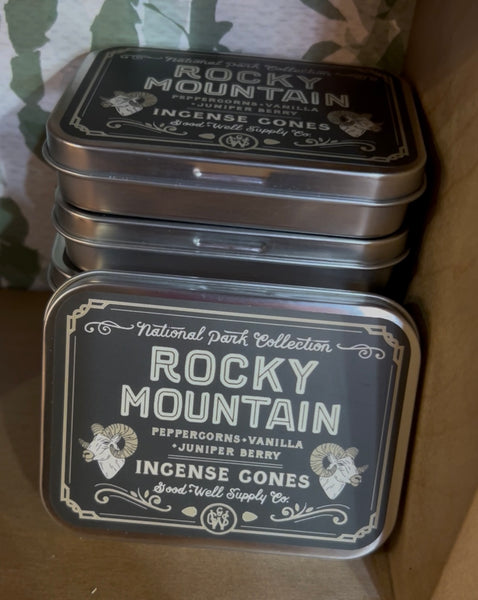 National Park Collection
ROCKY
MOUNTAIN
PEPPERCORNS • VANILLA
• JUNIPER BERRY
INCENSE CONES
Good & Well Supply Co.
National Park Collection
ROCKY
MOUNTAIN
PEPPERCORNS • VANILLA
• JUNIPER BERRY
INCENSE CONES
Good & Well Supply Co.